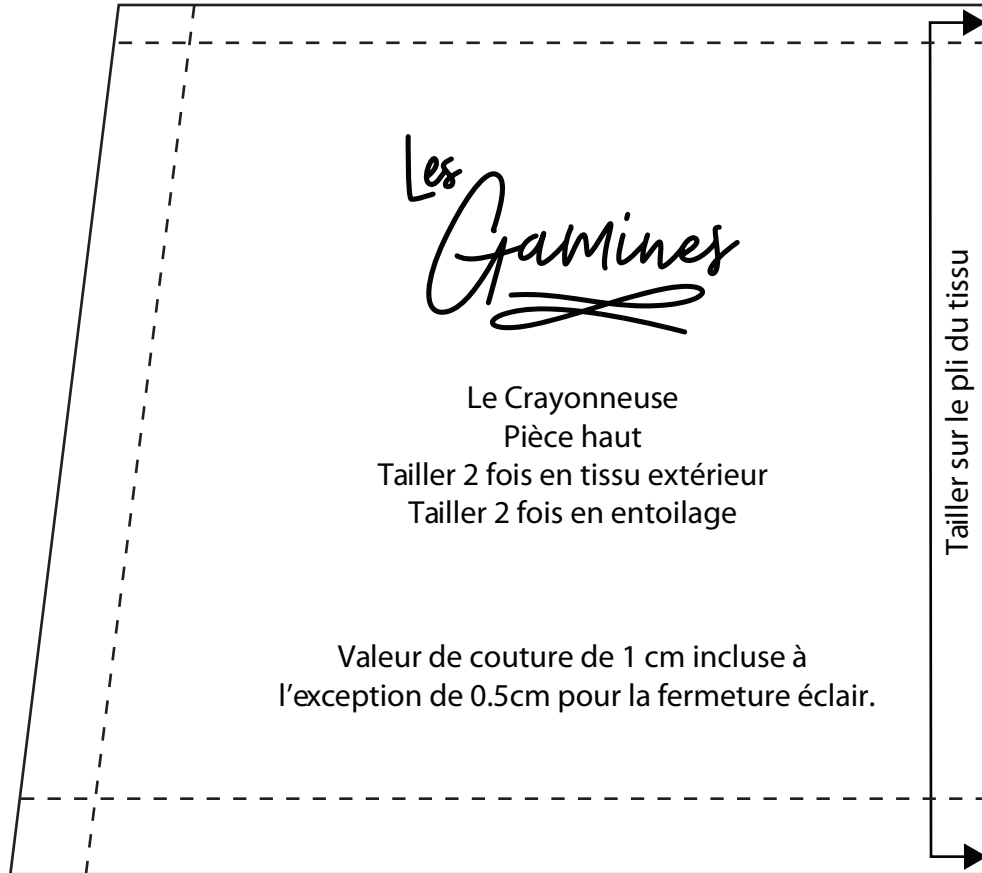 Les
Gamines
Le Crayonneuse
Pièce haut
Tailler 2 fois en tissu extérieur
Tailler 2 fois en entoilage
Valeur de couture de 1 cm incluse à
l’exception de 0.5cm pour la fermeture éclair.
Tailler sur le pli du tissu